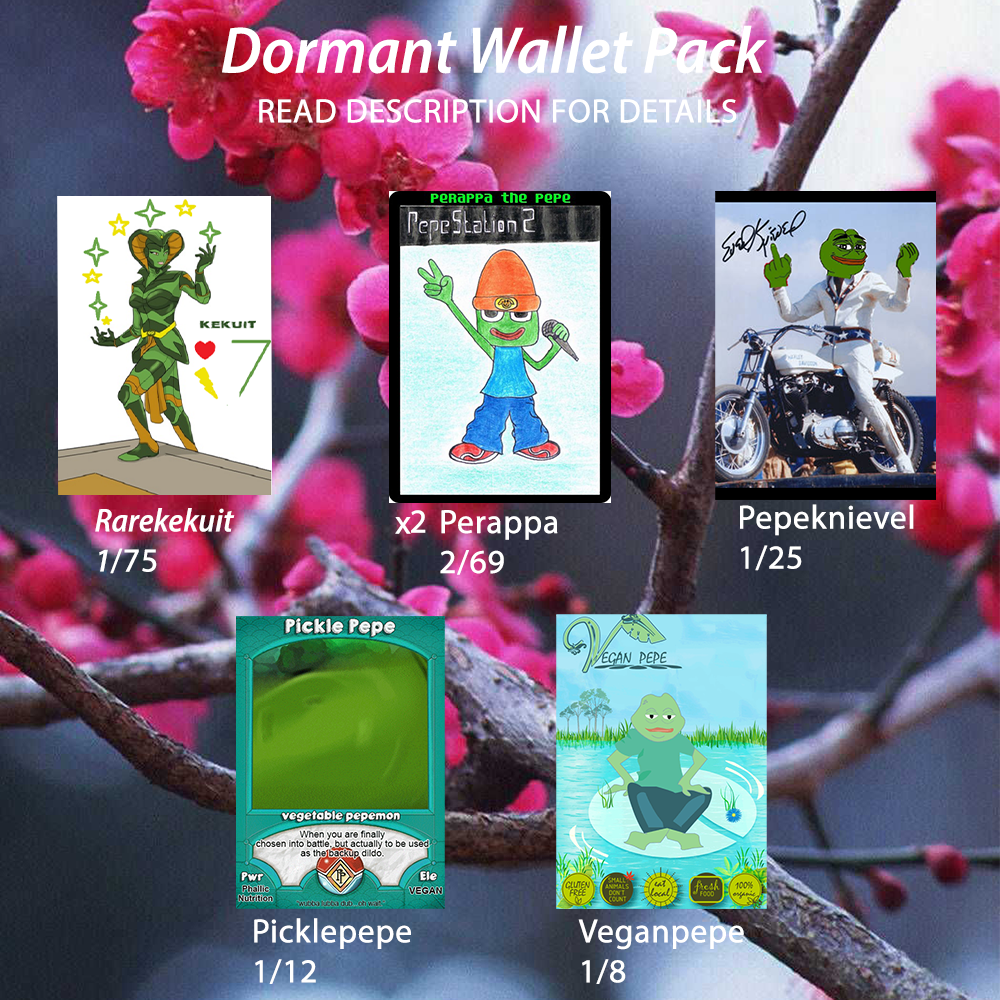 Dormant Wallet Pack
READ DESCRIPTION FOR DETAILS
KEKUIT
7
Rarekekuit
1/75
PERAPPA THE PEPE
PepeStation 2
x2 Perappa
2/69
HARLEY DAVIDSON
Pepeknievel
1/25
Pickle Pepe
vegetable pepemon
When you are finally
chosen into battle, but actually to be used
as the backup dildo.
Pwr
Phallic
Nutrition
Ele
VEGAN
wubba lubba dub... oh wait!
Picklepepe
1/12
VEGAN PEPE
GLUTEN
FREE
SMALL
ANIMALS
DON'T
COUNT
eat
local
fresh
FOOD
100%
organic
Veganpepe
1/8